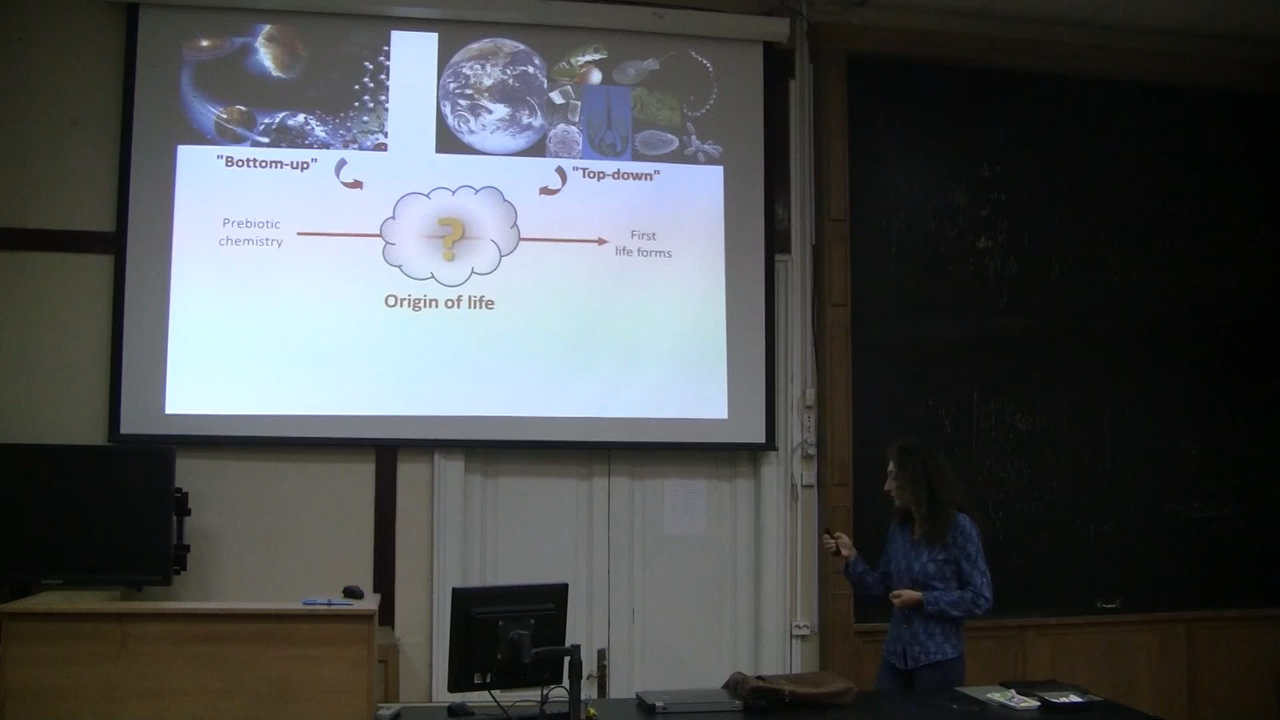 "Bottom-up"
"Top-down"
Prebiotic
chemistry
?
First
life forms
Origin of life